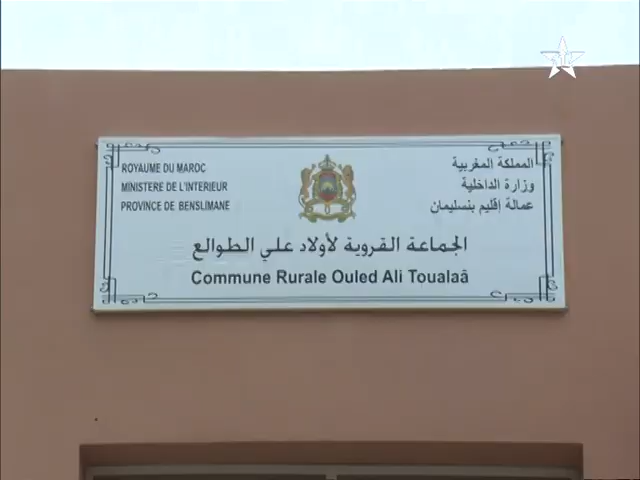 ROYAUME DU MAROC
MINISTERE DE L'INTERIEUR
PROVINCE DE BENSLIMANE
المملكة المغربية
وزارة الداخلية
عمالة إقليم بنسليمان
الجماعة القروية لأولاد علي الطوالع
Commune Rurale Ouled Ali Toualaâ